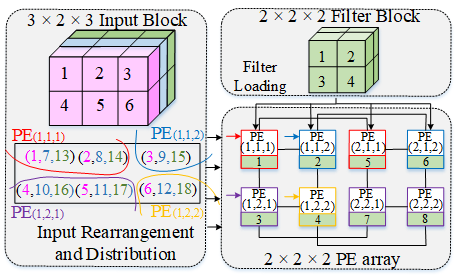 3 × 2 × 3 Input Block
1 2 3
4 5 6
PE(1,1,1) PE(1,1,2)
(1,7,13) (2,8,14) (3,9,15)
(4,10,16) (5,11,17) (6,12,18)
PE(1,2,1) PE(1,2,2)
Input Rearrangement
and Distribution
2 × 2 × 2 Filter Block
Filter
Loading
1 2
3 4
PE PE PE PE
(1,1,1) (1,1,2) (2,1,1) (2,1,2)
1 2 5 6
PE PE PE PE
(1,2,1) (1,2,2) (2,2,1) (2,2,2)
3 4 7 8
2 × 2 × 2 PE array